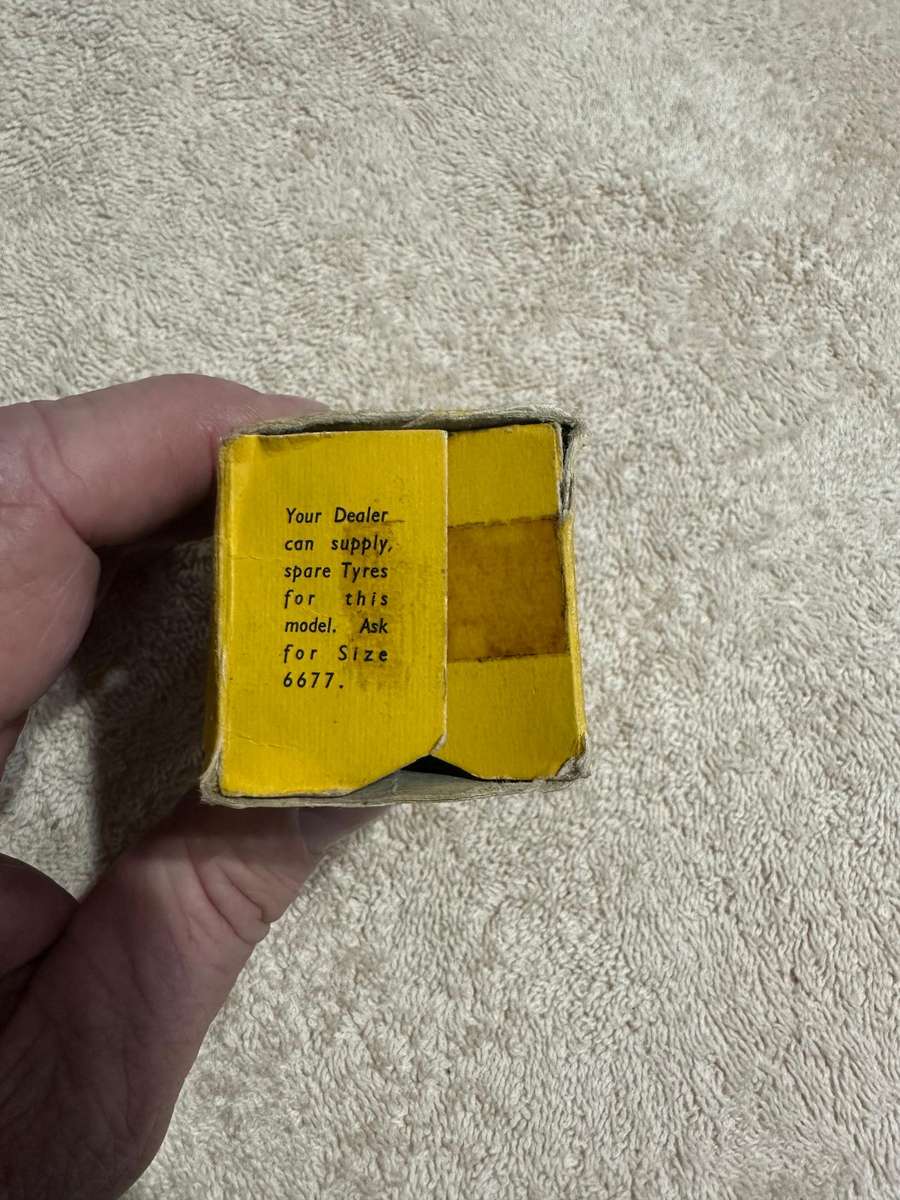 Your Dealer
can supply,
spare Tyres
for this
model. Ask
for Size
6677.